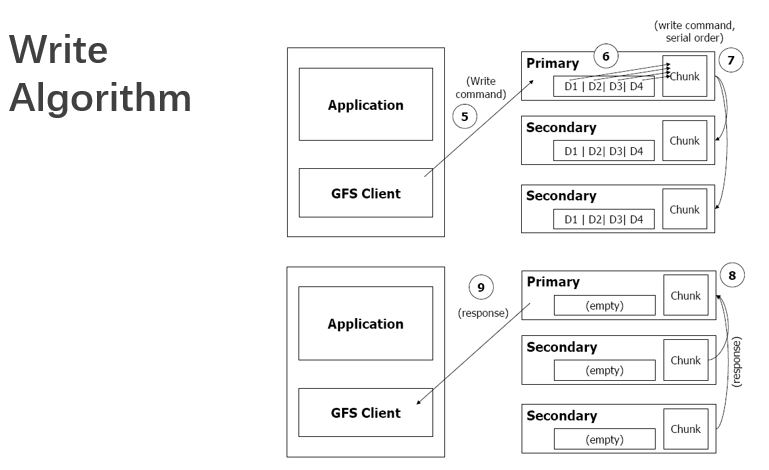 Write
Algorithm
(write command,
serial order)
Application
GFS Client
(Write
command)
5
Primary
6
D1 | D2| D3| D4
Chunk
7
Secondary
D1 | D2| D3| D4
Chunk
Secondary
D1 | D2| D3| D4
Chunk
Application
GFS Client
9
(response)
Primary
(empty)
Chunk
8
Secondary
(empty)
Chunk
(response)
Secondary
(empty)
Chunk